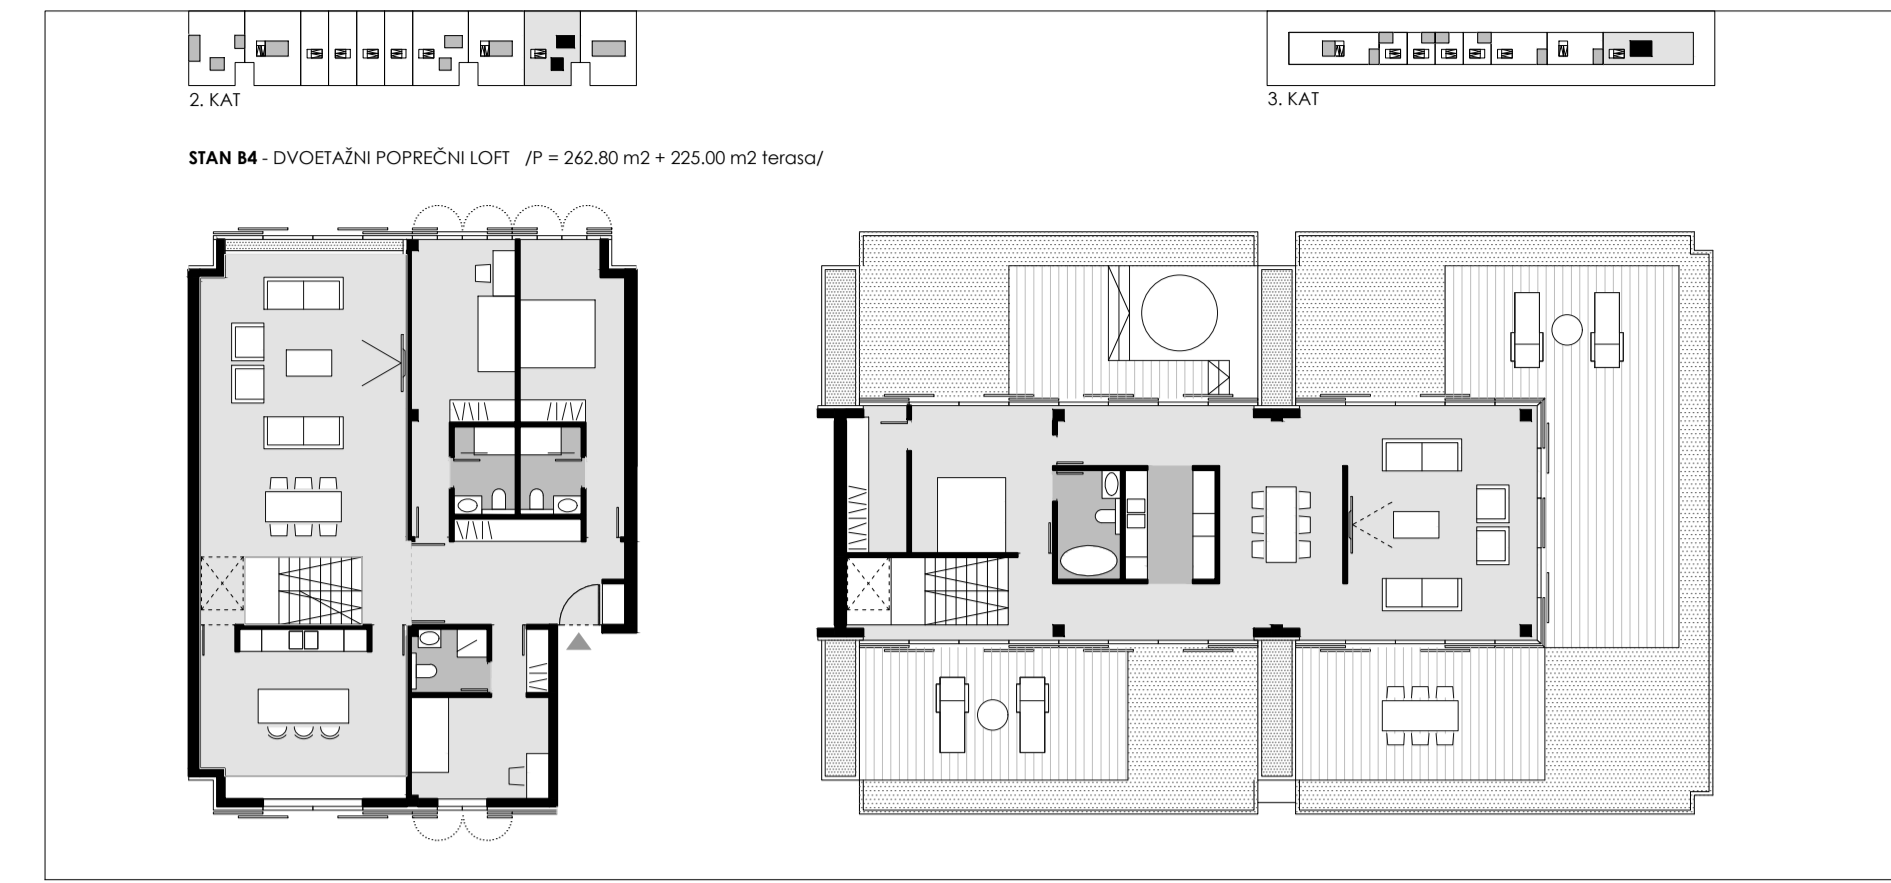 2. KAT
3. KAT
STAN B4 - DVOETAŽNI POPREČNI LOFT /P = 262.80 m2 + 225.00 m2 terasa/